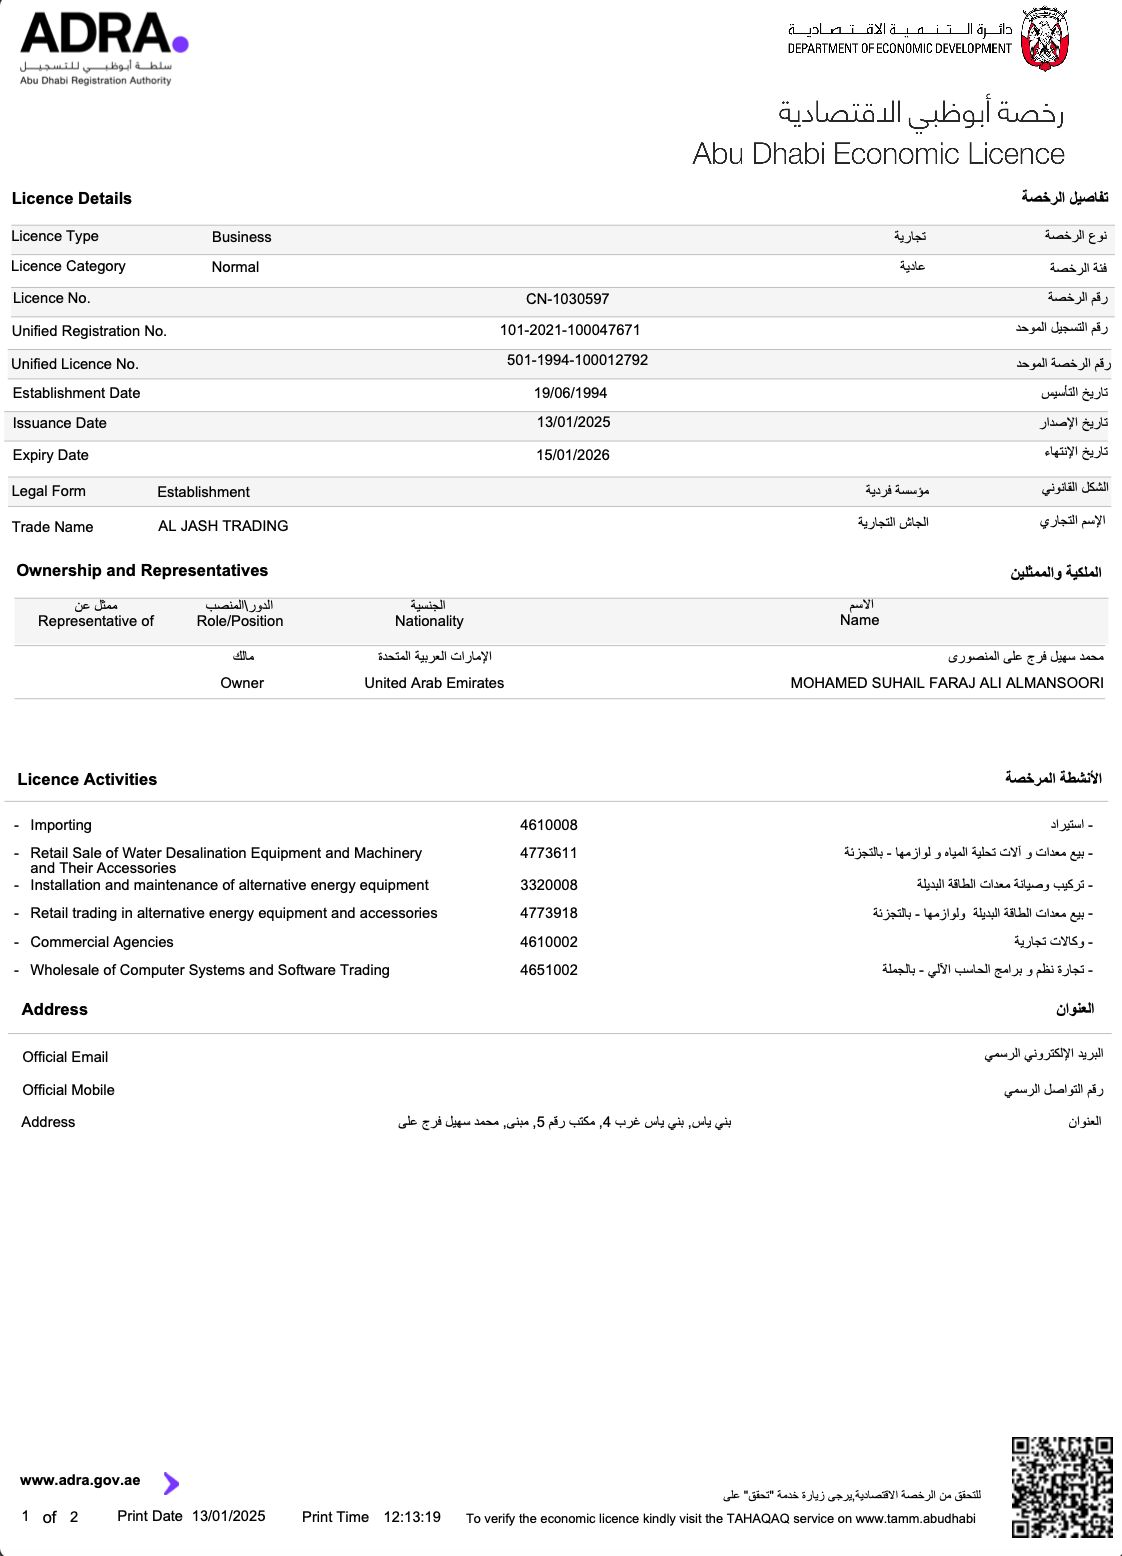 ADRA.
سلطة أبوظبي للتسجيل
Abu Dhabi Registration Authority
دائرة التنمية الاقتصادية
DEPARTMENT OF ECONOMIC DEVELOPMENT
رخصة أبوظبي الاقتصادية
Abu Dhabi Economic Licence
Licence Details تفاصيل الرخصة
Licence Type Business تجارية نوع الرخصة
Licence Category Normal عادية فئة الرخصة
Licence No. CN-1030597 رقم الرخصة
Unified Registration No. 101-2021-100047671 رقم التسجيل الموحد
Unified Licence No. 501-1994-100012792 رقم الرخصة الموحد
Establishment Date 19/06/1994 تاريخ التأسيس
Issuance Date 13/01/2025 تاريخ الإصدار
Expiry Date 15/01/2026 تاريخ الإنتهاء
Legal Form Establishment مؤسسة فردية الشكل القانوني
Trade Name AL JASH TRADING الجاش التجارية الإسم التجاري
Ownership and Representatives الملكية والممثلين
ممثل عن الدور\المنصب الجنسية الاسم
Representative of Role/Position Nationality Name
مالك الإمارات العربية المتحدة محمد سهيل فرج على المنصورى
Owner United Arab Emirates MOHAMED SUHAIL FARAJ ALI ALMANSOORI
Licence Activities الأنشطة المرخصة
- Importing 4610008 استيراد -
- Retail Sale of Water Desalination Equipment and Machinery 4773611 بيع معدات و آلات تحلية المياه و لوازمها - بالتجزئة -
and Their Accessories
- Installation and maintenance of alternative energy equipment 3320008 تركيب وصيانة معدات الطاقة البديلة -
- Retail trading in alternative energy equipment and accessories 4773918 بيع معدات الطاقة البديلة ولوازمها - بالتجزئة -
- Commercial Agencies 4610002 وكالات تجارية -
- Wholesale of Computer Systems and Software Trading 4651002 تجارة نظم و برامج الحاسب الآلي - بالجملة -
Address العنوان
Official Email البريد الإلكتروني الرسمي
Official Mobile رقم التواصل الرسمي
Address بني ياس, بني ياس غرب 4, مكتب رقم 5, مبنى, محمد سهيل فرج على العنوان
www.adra.gov.ae
للتحقق من الرخصة الاقتصادية,يرجى زيارة خدمة "تحقق" على
1 of 2 Print Date 13/01/2025 Print Time 12:13:19 To verify the economic licence kindly visit the TAHAQAQ service on www.tamm.abudhabi